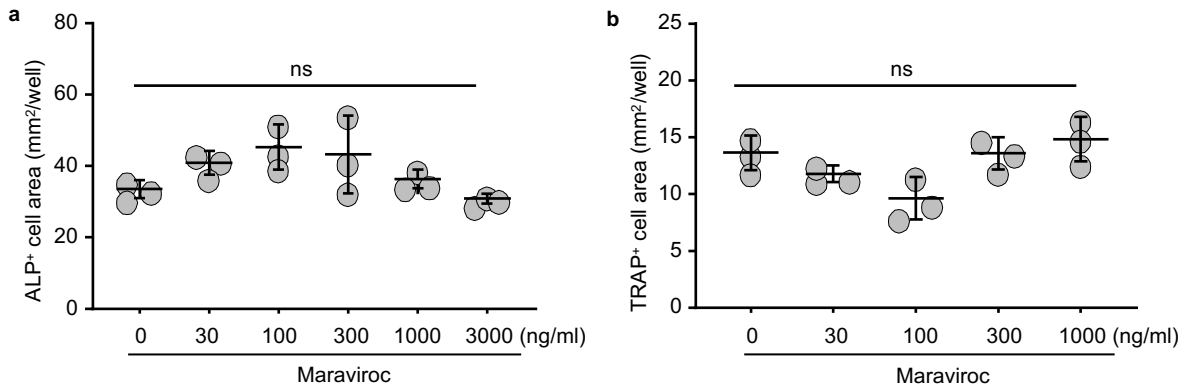 a
ALP⁺ cell area (mm²/well)
80
60
40
20
0
ns
0 30 100 300 1000 3000 (ng/ml)
Maraviroc
b
TRAP⁺ cell area (mm²/well)
25
20
15
10
5
0
ns
0 30 100 300 1000 (ng/ml)
Maraviroc